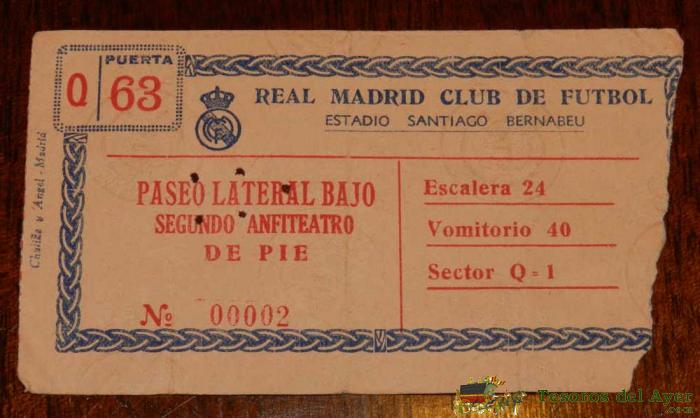 PUERTA
Q 63
REAL MADRID CLUB DE FUTBOL
ESTADIO SANTIAGO BERNABEU
PASEO LATERAL BAJO
SEGUNDO ANFITEATRO
DE PIE
Nº 00002
Escalera 24
Vomitorio 40
Sector Q-1
Angel - Madrid
Tesoros del Ayer
.com